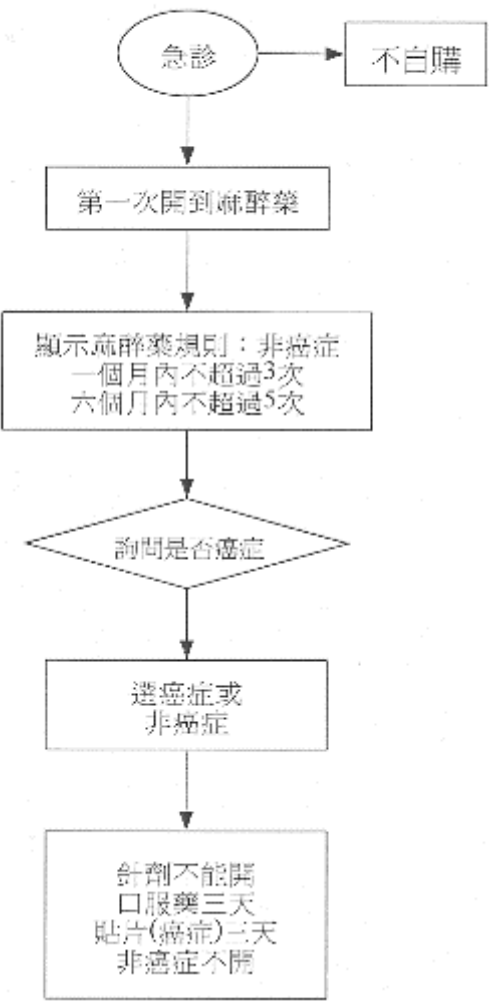 急診
不自購
第一次開到麻醉藥
顯示麻醉藥規則：非癌症
一個月內不超過3次
六個月內不超過5次
詢問是否癌症
選癌症或
非癌症
針劑不能開
口服藥三天
貼片(癌症)三天
非癌症不開